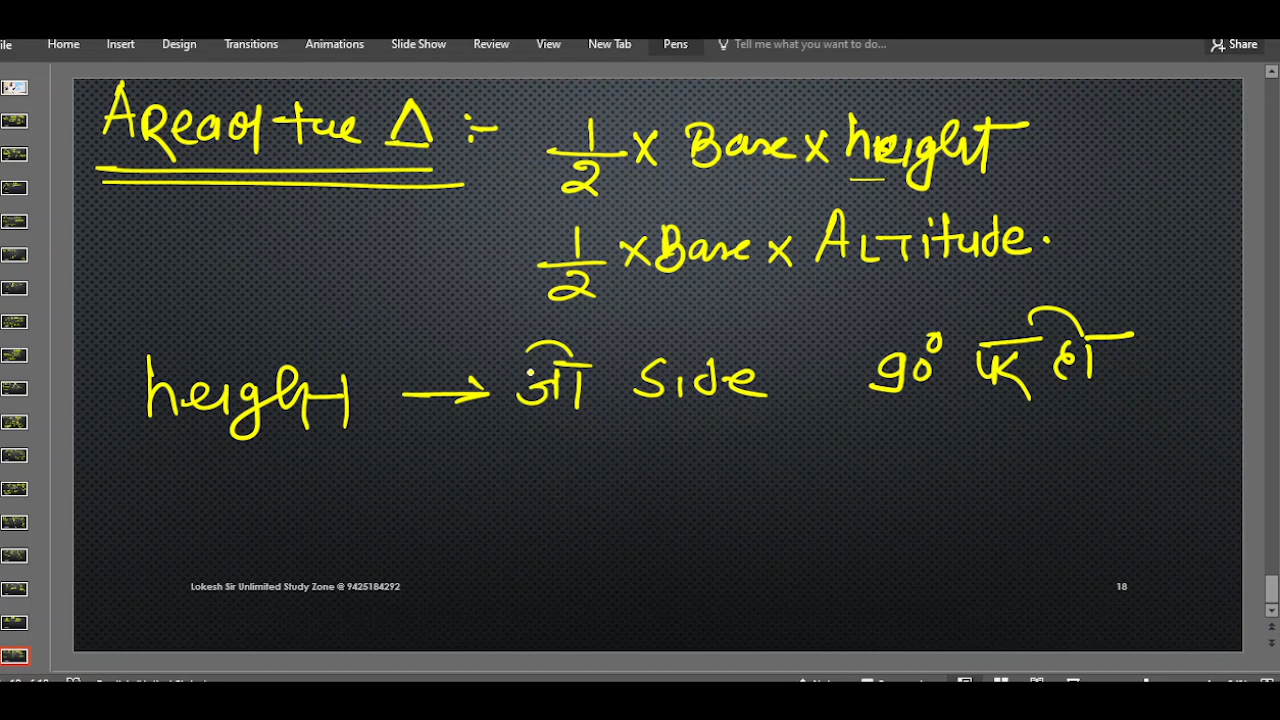 File Home Insert Design Transitions Animations Slide Show Review View New Tab Pens Tell me what you want to do... Share
Area of the Δ :- 1/2 × Base × height
1/2 × Base × Altitude.
height → जो side 90° पर हो
Lokesh Sir Unlimited Study Zone @ 9425184292 18